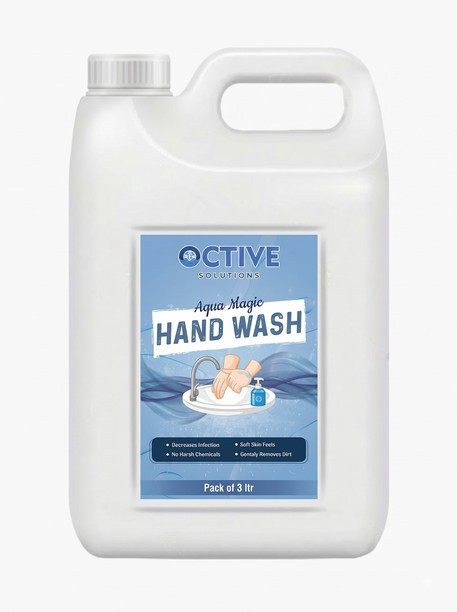 OCTIVE
SOLUTIONS
Aqua Magic
HAND WASH
• Decreases Infection • Soft Skin Feels
• No Harsh Chemicals • Gentaly Removes Dirt
Pack of 3 ltr